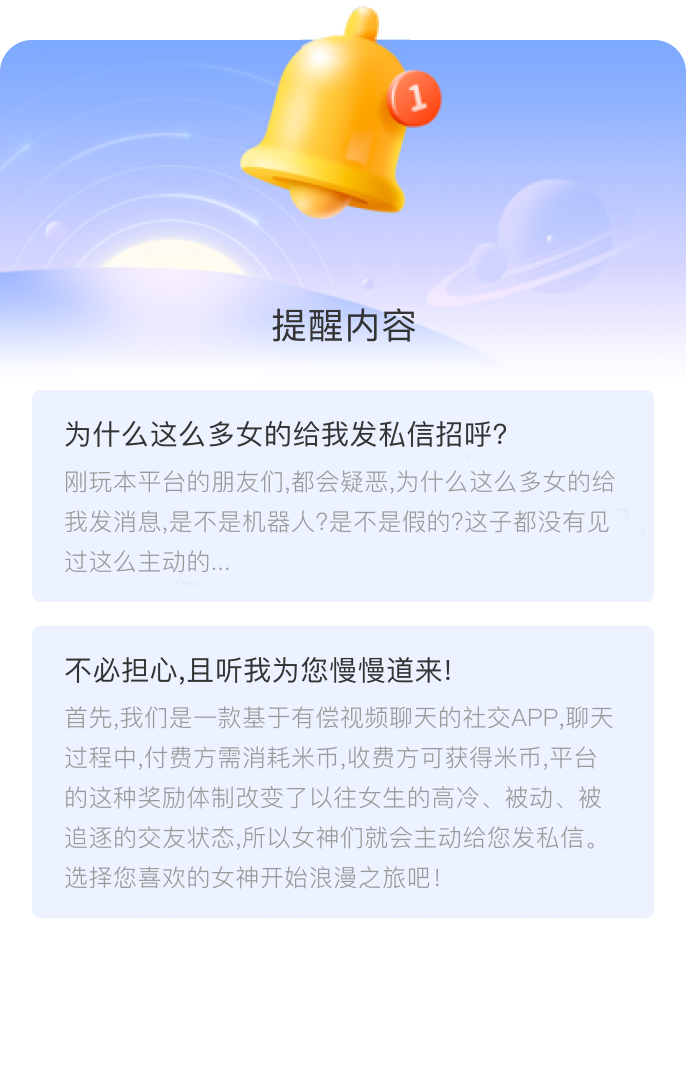 1
提醒内容
为什么这么多女的给我发私信招呼?
刚玩本平台的朋友们,都会疑恶,为什么这么多女的给
我发消息,是不是机器人?是不是假的?这子都没有见
过这么主动的...
不必担心,且听我为您慢慢道来!
首先,我们是一款基于有偿视频聊天的社交APP,聊天
过程中,付费方需消耗米币,收费方可获得米币,平台
的这种奖励体制改变了以往女生的高冷、被动、被
追逐的交友状态,所以女神们就会主动给您发私信。
选择您喜欢的女神开始浪漫之旅吧!